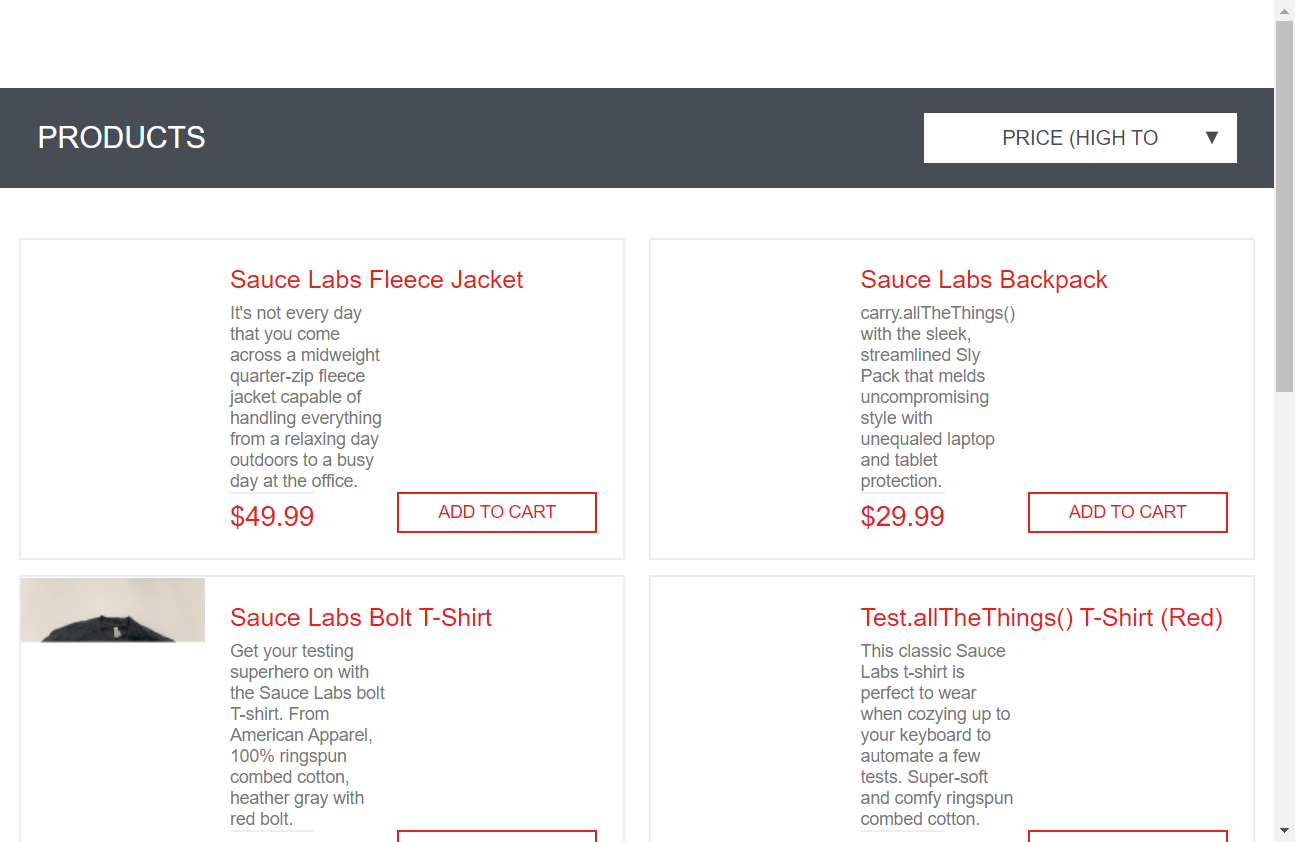 PRODUCTS
PRICE (HIGH TO
▼
Sauce Labs Fleece Jacket
It's not every day
that you come
across a midweight
quarter-zip fleece
jacket capable of
handling everything
from a relaxing day
outdoors to a busy
day at the office.
$49.99
ADD TO CART
Sauce Labs Backpack
carry.allTheThings()
with the sleek,
streamlined Sly
Pack that melds
uncompromising
style with
unequaled laptop
and tablet
protection.
$29.99
ADD TO CART
Sauce Labs Bolt T-Shirt
Get your testing
superhero on with
the Sauce Labs bolt
T-shirt. From
American Apparel,
100% ringspun
combed cotton,
heather gray with
red bolt.
Test.allTheThings() T-Shirt (Red)
This classic Sauce
Labs t-shirt is
perfect to wear
when cozying up to
your keyboard to
automate a few
tests. Super-soft
and comfy ringspun
combed cotton.